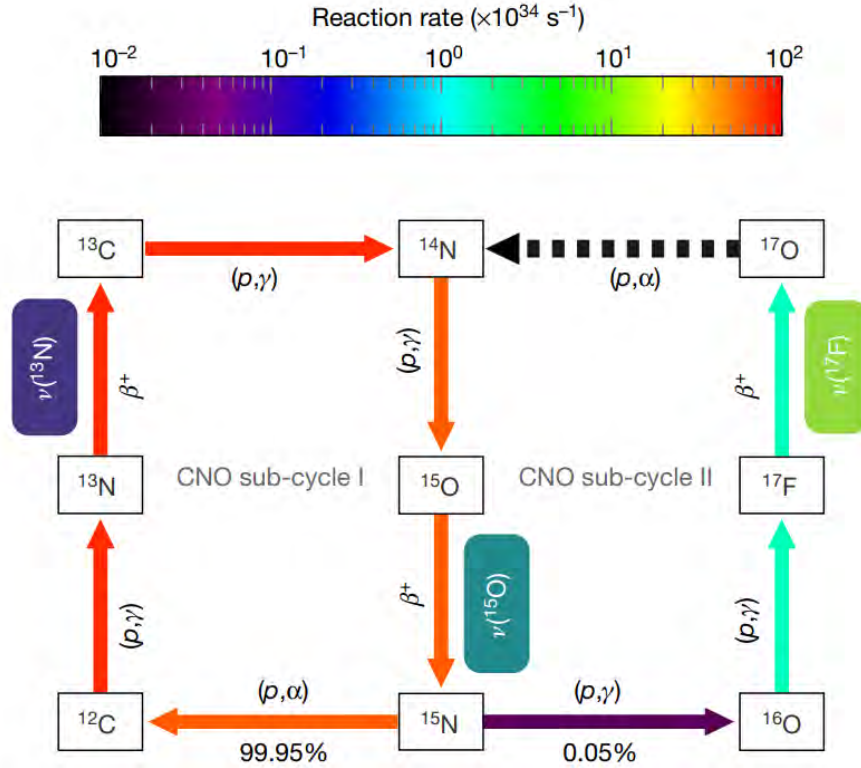 Reaction rate (×10³⁴ s⁻¹)
10⁻² 10⁻¹ 10⁰ 10¹ 10²
¹³C ¹⁴N ¹⁷O
(p,γ) (p,α)
ν(¹³N) β⁺ (p,γ) β⁺ ν(¹⁷F)
¹³N CNO sub-cycle I ¹⁵O CNO sub-cycle II ¹⁷F
(p,γ) β⁺ ν(¹⁵O) (p,γ)
(p,α) (p,γ)
¹²C ¹⁵N ¹⁶O
99.95% 0.05%